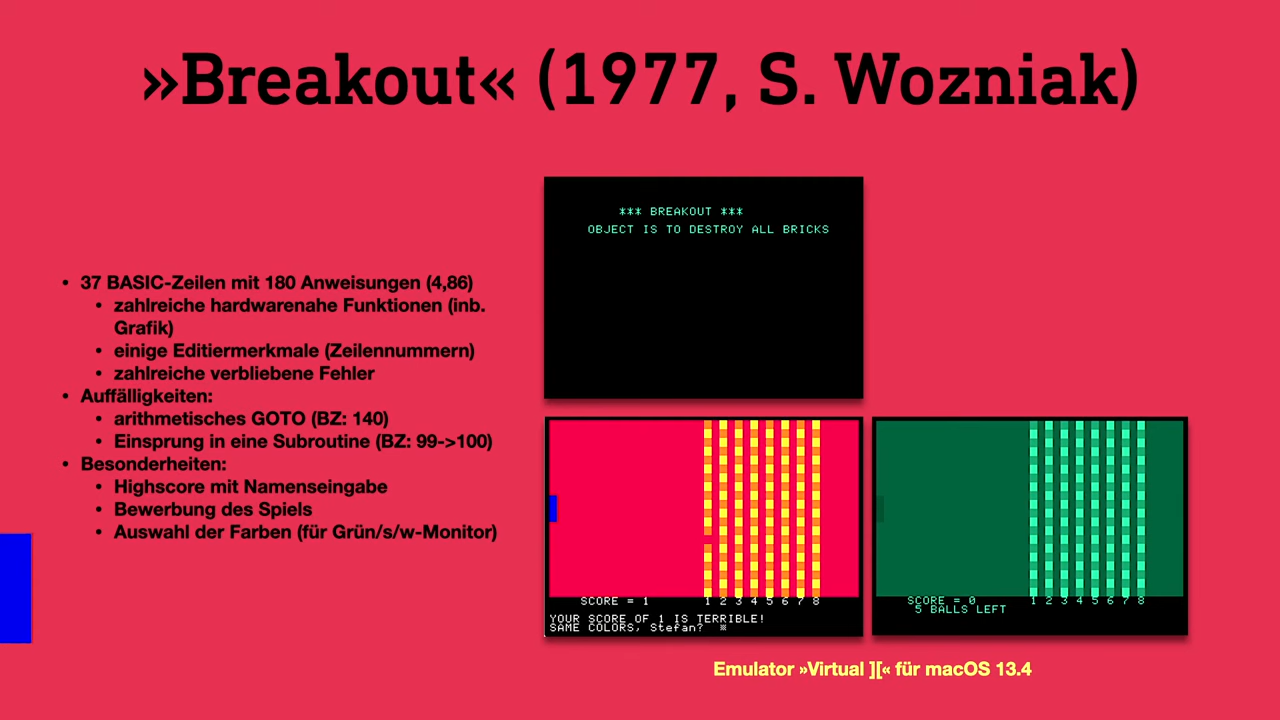 »Breakout« (1977, S. Wozniak)
• 37 BASIC-Zeilen mit 180 Anweisungen (4,86)
• zahlreiche hardwarenahe Funktionen (inb.
Grafik)
• einige Editiermerkmale (Zeilennummern)
• zahlreiche verbliebene Fehler
• Auffälligkeiten:
• arithmetisches GOTO (BZ: 140)
• Einsprung in eine Subroutine (BZ: 99->100)
• Besonderheiten:
• Highscore mit Namenseingabe
• Bewerbung des Spiels
• Auswahl der Farben (für Grün/s/w-Monitor)
*** BREAKOUT ***
OBJECT IS TO DESTROY ALL BRICKS
SCORE = 1 1 2 3 4 5 6 7 8
YOUR SCORE OF 1 IS TERRIBLE!
SAME COLORS, Stefan?
SCORE = 0 1 2 3 4 5 6 7 8
5 BALLS LEFT
Emulator »Virtual ][« für macOS 13.4